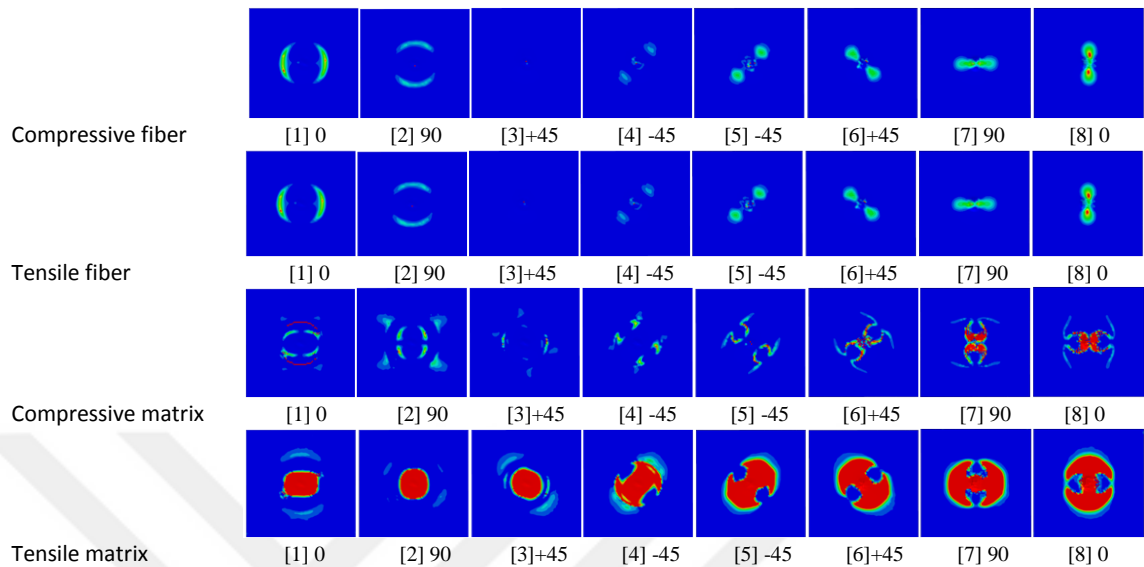 Compressive fiber [1] 0 [2] 90 [3]+45 [4] -45 [5] -45 [6]+45 [7] 90 [8] 0
Tensile fiber [1] 0 [2] 90 [3]+45 [4] -45 [5] -45 [6]+45 [7] 90 [8] 0
Compressive matrix [1] 0 [2] 90 [3]+45 [4] -45 [5] -45 [6]+45 [7] 90 [8] 0
Tensile matrix [1] 0 [2] 90 [3]+45 [4] -45 [5] -45 [6]+45 [7] 90 [8] 0